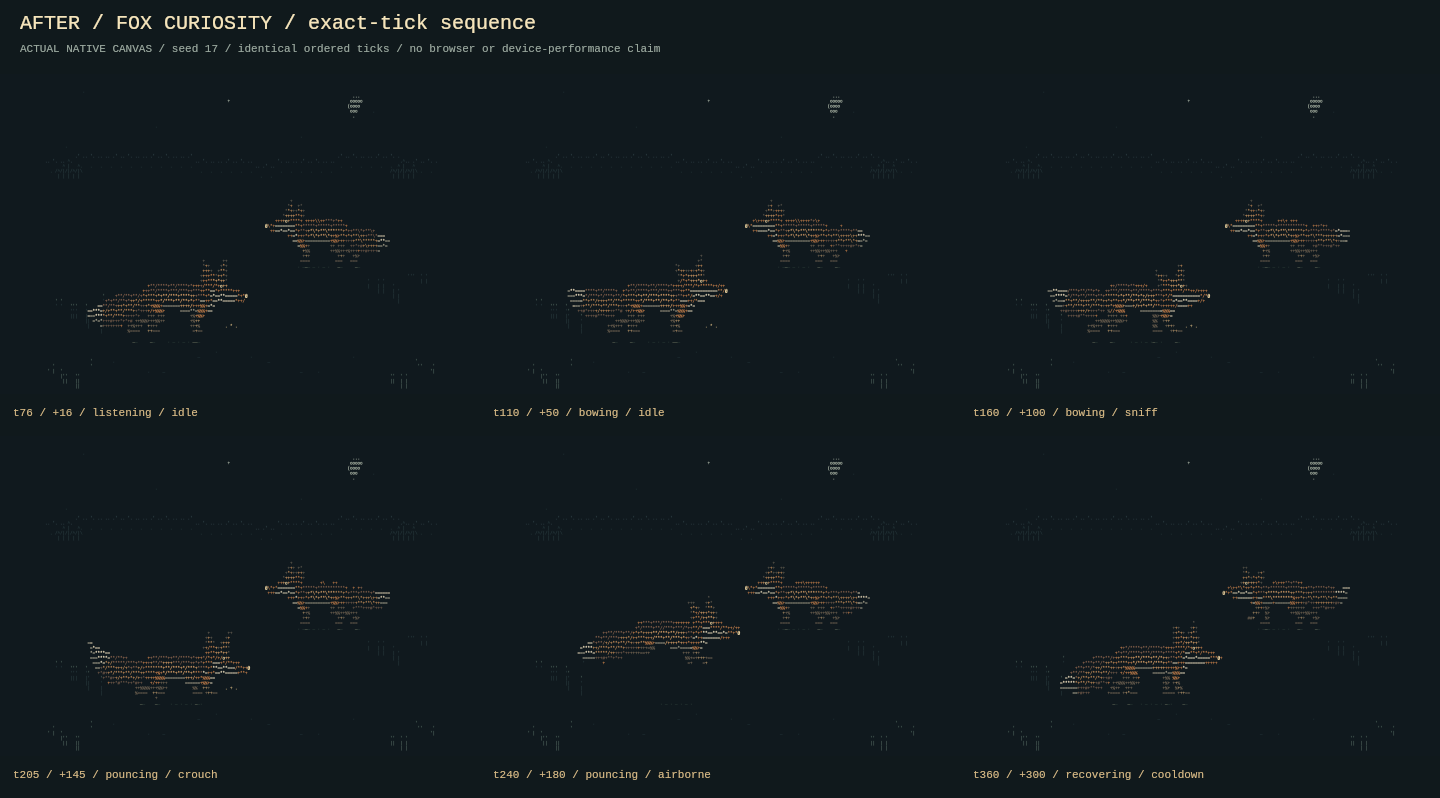 AFTER / FOX CURIOSITY / exact-tick sequence
ACTUAL NATIVE CANVAS / seed 17 / identical ordered ticks / no browser or device-performance claim
t76 / +16 / listening / idle
t110 / +50 / bowing / idle
t160 / +100 / bowing / sniff
t205 / +145 / pouncing / crouch
t240 / +180 / pouncing / airborne
t360 / +300 / recovering / cooldown